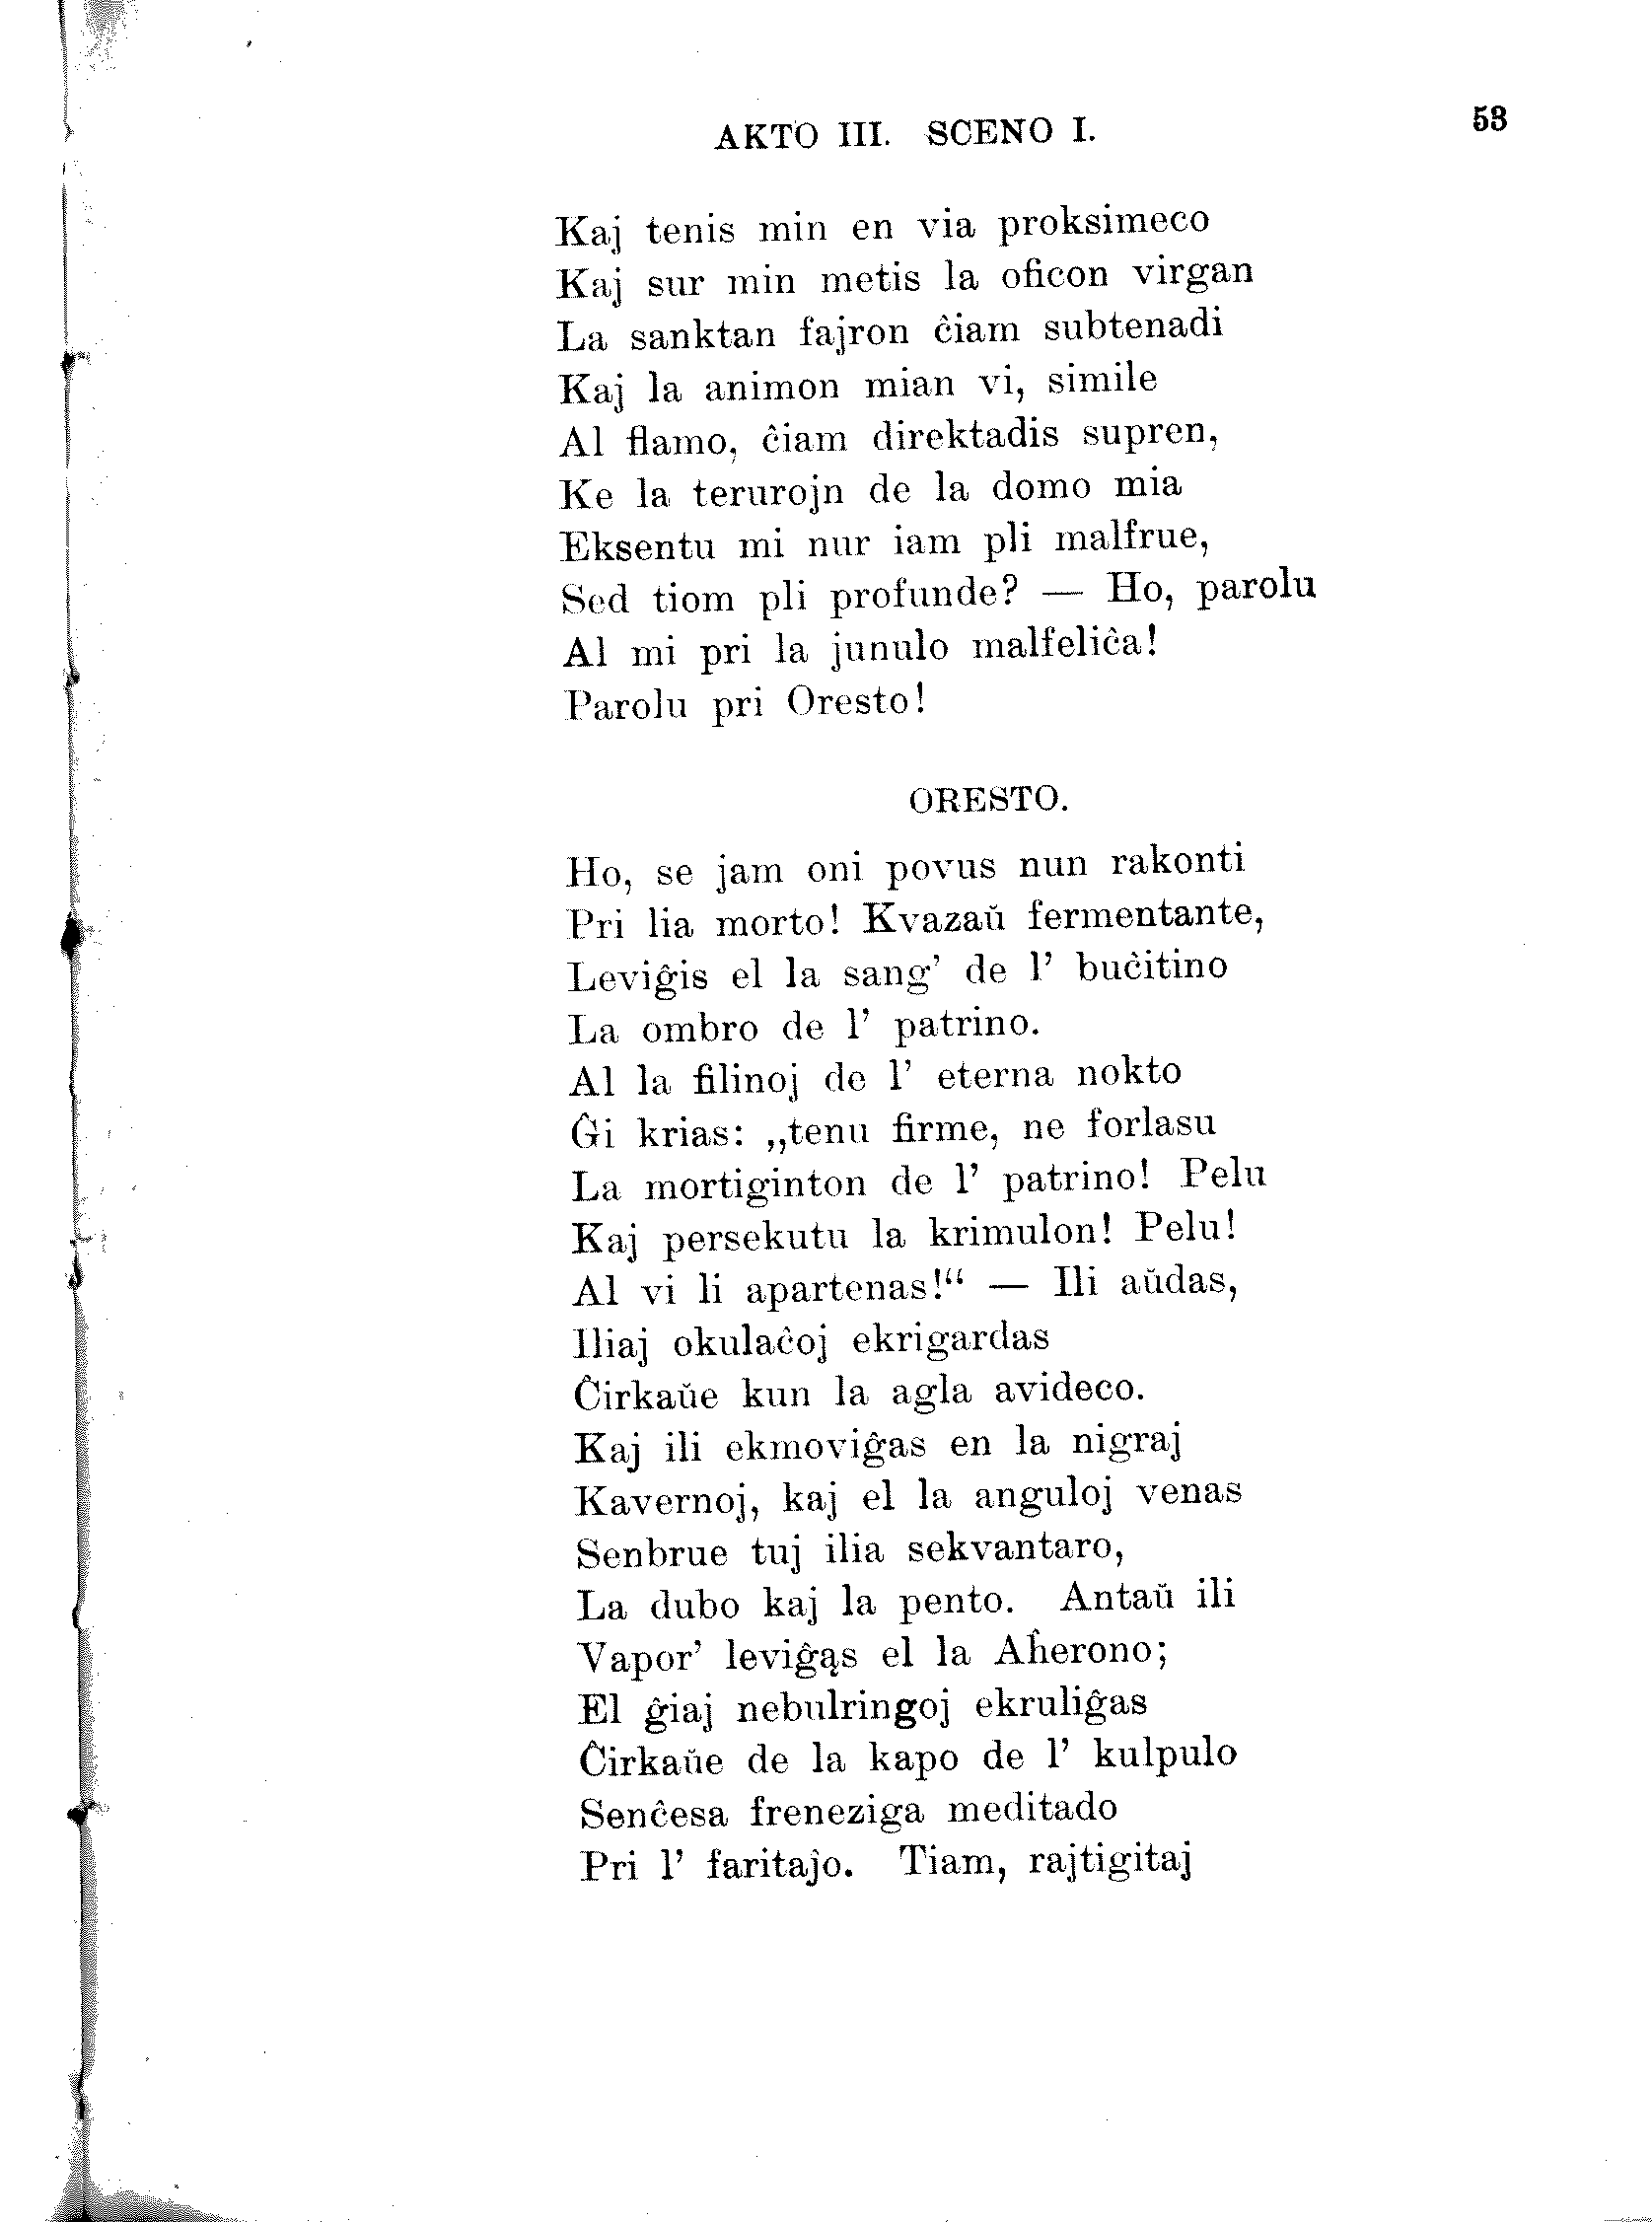 AKTO III. SCENO I. 53
Kaj tenis min en via proksimeco
Kaj sur min metis la oficon virgan
La sanktan fajron ĉiam subtenadi
Kaj la animon mian vi, simile
Al flamo, ĉiam direktadis supren,
Ke la terurojn de la domo mia
Eksentu mi nur iam pli malfrue,
Sed tiom pli profunde? — Ho, parolu
Al mi pri la junulo malfeliĉa!
Parolu pri Oresto!
ORESTO.
Ho, se jam oni povus nun rakonti
Pri lia morto! Kvazaŭ fermentante,
Leviĝis el la sang’ de l’ buĉitino
La ombro de l’ patrino.
Al la filinoj de l’ eterna nokto
Ĝi krias: „tenu firme, ne forlasu
La mortiginton de l’ patrino! Pelu
Kaj persekutu la krimulon! Pelu!
Al vi li apartenas!“ — Ili aŭdas,
Iliaj okulaĉoj ekrigardas
Ĉirkaŭe kun la agla avideco.
Kaj ili ekmoviĝas en la nigraj
Kavernoj, kaj el la anguloj venas
Senbrue tuj ilia sekvantaro,
La dubo kaj la pento. Antaŭ ili
Vapor’ leviĝas el la Aĥerono;
El ĝiaj nebulringoj ekruliĝas
Ĉirkaŭe de la kapo de l’ kulpulo
Senĉesa freneziga meditado
Pri l’ faritaĵo. Tiam, rajtigitaj